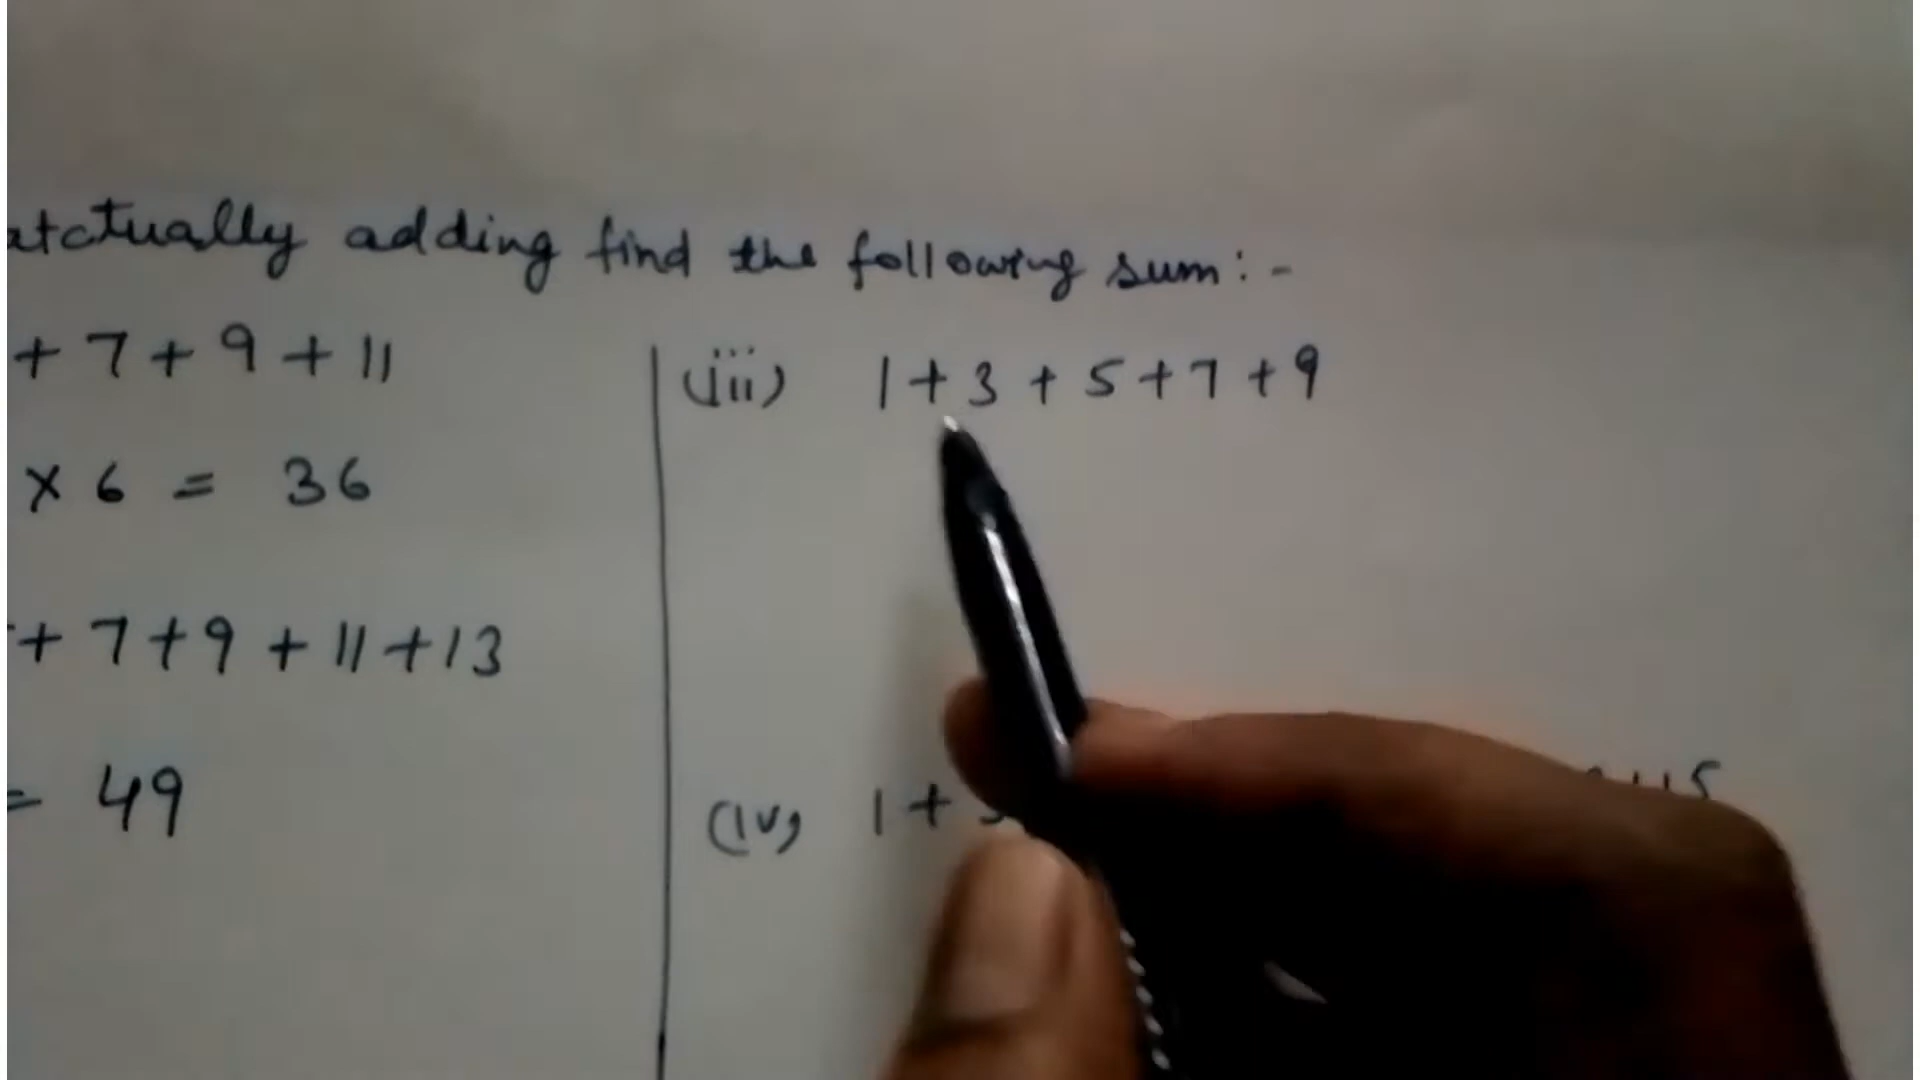 actually adding find the following sum:-
+ 7 + 9 + 11
× 6 = 36
+ 7 + 9 + 11 + 13
= 49
(iii) 1 + 3 + 5 + 7 + 9
(iv) 1 +